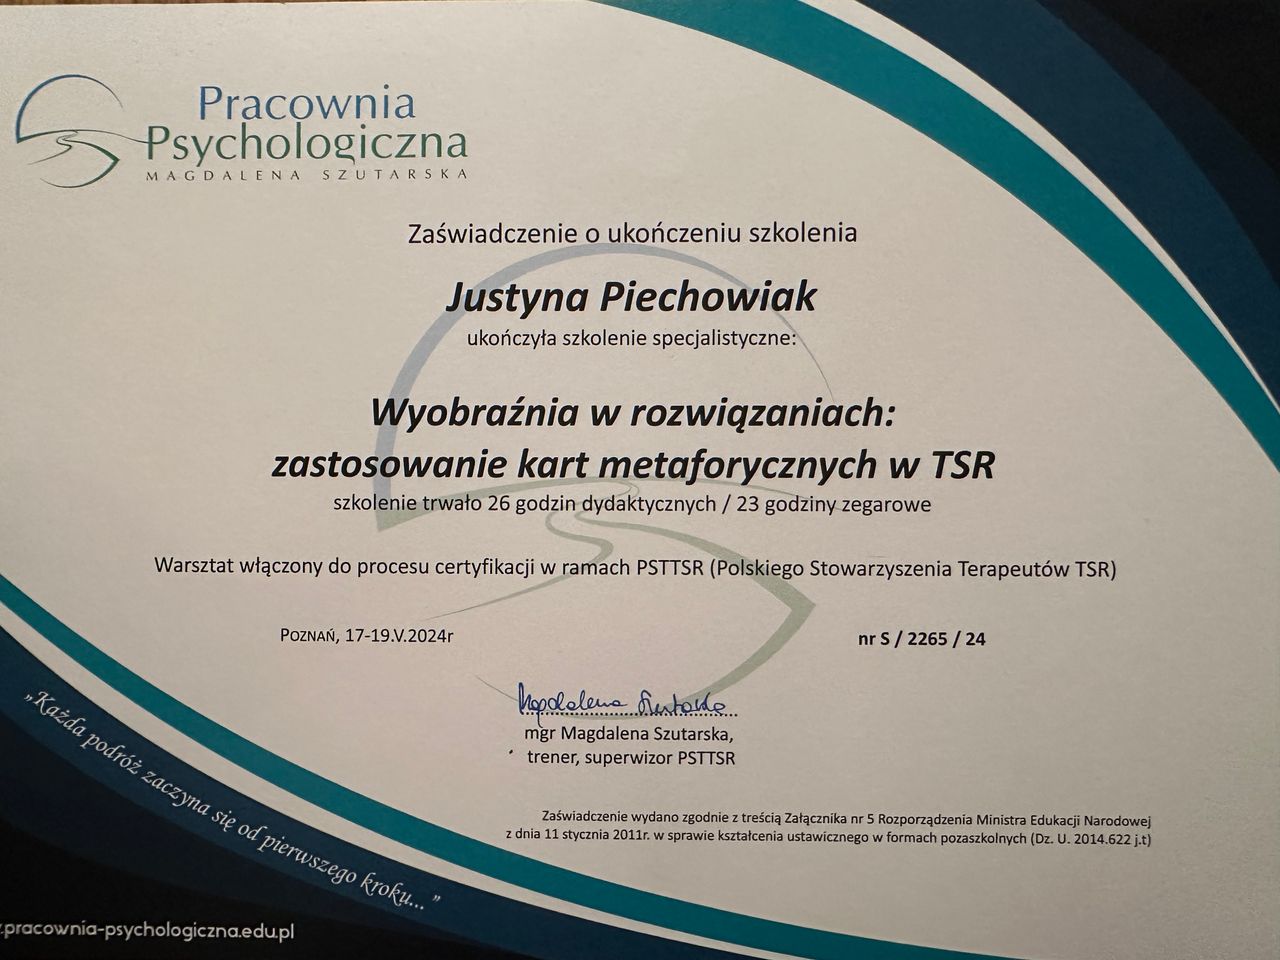 Pracownia
Psychologiczna
MAGDALENA SZUTARSKA
Zaświadczenie o ukończeniu szkolenia
Justyna Piechowiak
ukończyła szkolenie specjalistyczne:
Wyobraźnia w rozwiązaniach:
zastosowanie kart metaforycznych w TSR
szkolenie trwało 26 godzin dydaktycznych / 23 godziny zegarowe
Warsztat włączony do procesu certyfikacji w ramach PSTTSR (Polskiego Stowarzyszenia Terapeutów TSR)
POZNAŃ, 17-19.V.2024r
nr S / 2265 / 24
Magdalena Szutarska
mgr Magdalena Szutarska,
trener, superwizor PSTTSR
Zaświadczenie wydano zgodnie z treścią Załącznika nr 5 Rozporządzenia Ministra Edukacji Narodowej
z dnia 11 stycznia 2011r. w sprawie kształcenia ustawicznego w formach pozaszkolnych (Dz. U. 2014.622 j.t)
„Każda podróż zaczyna się od pierwszego kroku... ”
.pracownia-psychologiczna.edu.pl